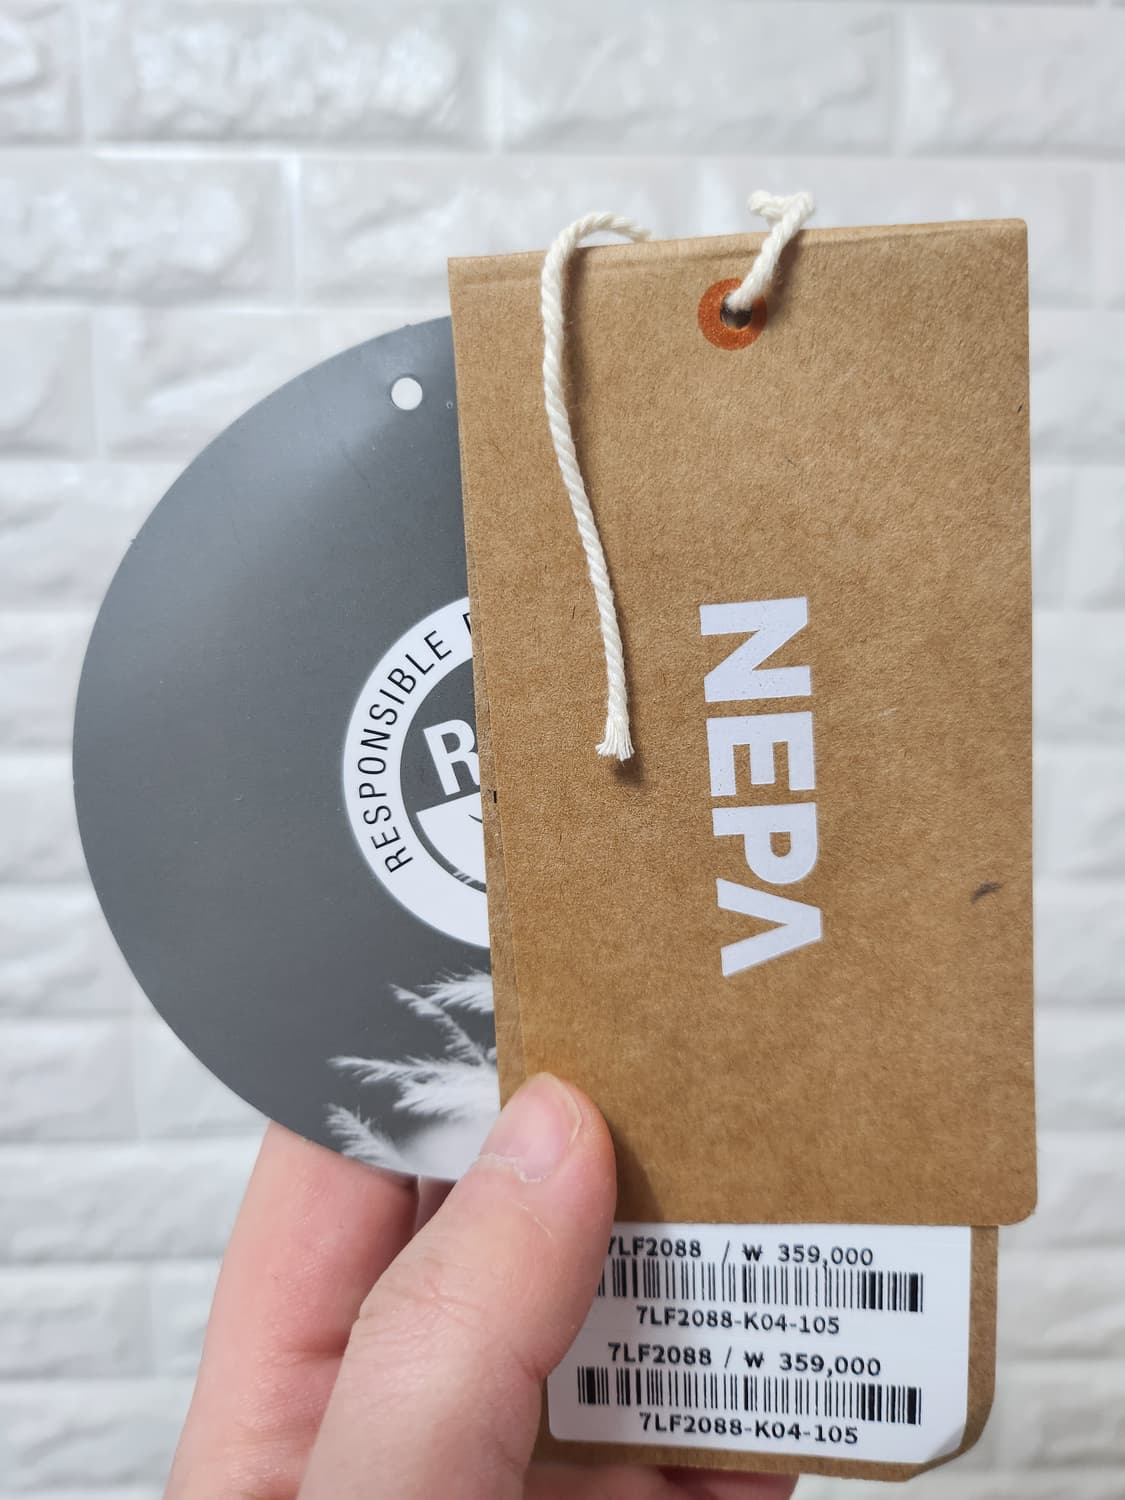 RESPONSIBLE
NEPA
7LF2088 / ₩ 359,000
7LF2088-K04-105
7LF2088 / ₩ 359,000
7LF2088-K04-105